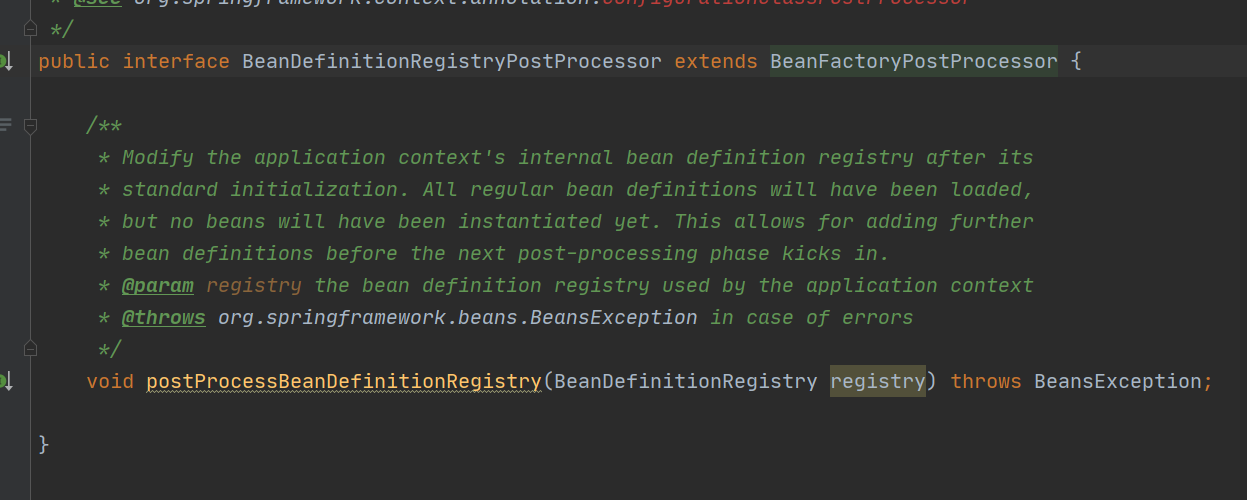 * @see org.springframework.context.annotation.ConfigurationClassPostProcessor
*/
public interface BeanDefinitionRegistryPostProcessor extends BeanFactoryPostProcessor {
/**
* Modify the application context's internal bean definition registry after its
* standard initialization. All regular bean definitions will have been loaded,
* but no beans will have been instantiated yet. This allows for adding further
* bean definitions before the next post-processing phase kicks in.
* @param registry the bean definition registry used by the application context
* @throws org.springframework.beans.BeansException in case of errors
*/
void postProcessBeanDefinitionRegistry(BeanDefinitionRegistry registry) throws BeansException;
}